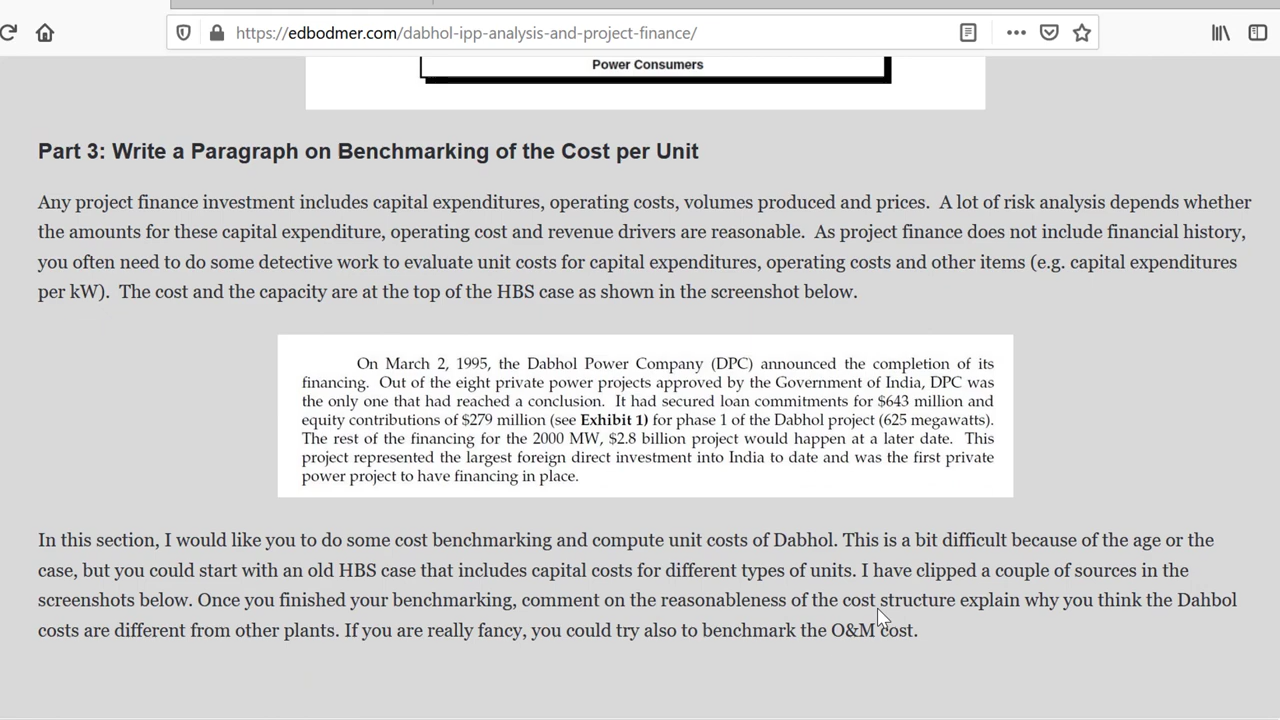 https://edbodmer.com/dabhol-ipp-analysis-and-project-finance/
Power Consumers
Part 3: Write a Paragraph on Benchmarking of the Cost per Unit
Any project finance investment includes capital expenditures, operating costs, volumes produced and prices. A lot of risk analysis depends whether
the amounts for these capital expenditure, operating cost and revenue drivers are reasonable. As project finance does not include financial history,
you often need to do some detective work to evaluate unit costs for capital expenditures, operating costs and other items (e.g. capital expenditures
per kW). The cost and the capacity are at the top of the HBS case as shown in the screenshot below.
On March 2, 1995, the Dabhol Power Company (DPC) announced the completion of its
financing. Out of the eight private power projects approved by the Government of India, DPC was
the only one that had reached a conclusion. It had secured loan commitments for $643 million and
equity contributions of $279 million (see Exhibit 1) for phase 1 of the Dabhol project (625 megawatts).
The rest of the financing for the 2000 MW, $2.8 billion project would happen at a later date. This
project represented the largest foreign direct investment into India to date and was the first private
power project to have financing in place.
In this section, I would like you to do some cost benchmarking and compute unit costs of Dabhol. This is a bit difficult because of the age or the
case, but you could start with an old HBS case that includes capital costs for different types of units. I have clipped a couple of sources in the
screenshots below. Once you finished your benchmarking, comment on the reasonableness of the cost structure explain why you think the Dahbol
costs are different from other plants. If you are really fancy, you could try also to benchmark the O&M cost.